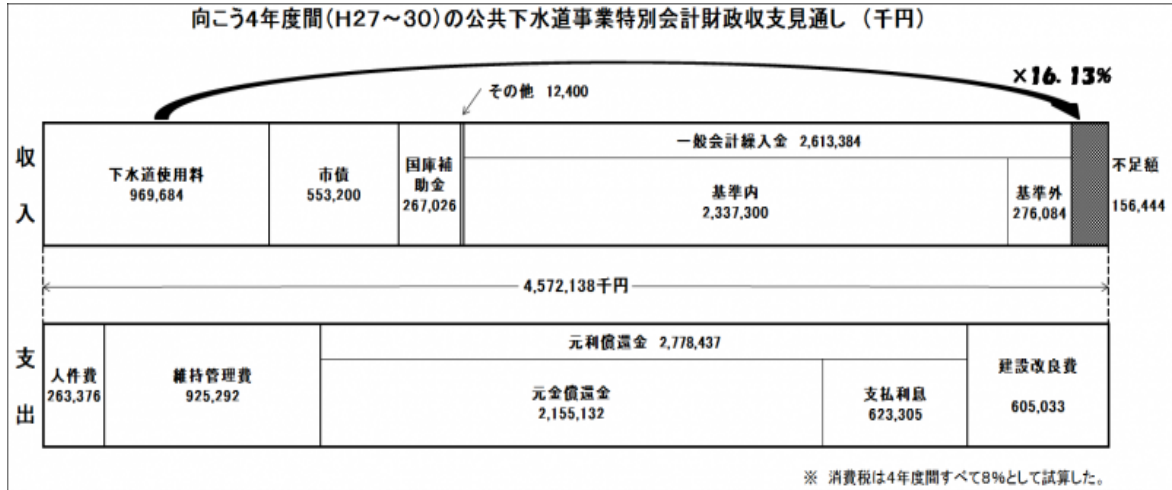 向こう4年度間(H27～30)の公共下水道事業特別会計財政収支見通し （千円）
×16.13%
その他 12,400
収入
下水道使用料
969,684
市債
553,200
国庫補
助金
267,026
一般会計繰入金 2,613,384
基準内
2,337,300
基準外
276,084
不足額
156,444
4,572,138千円
支出
人件費
263,376
維持管理費
925,292
元利償還金 2,778,437
元金償還金
2,155,132
支払利息
623,305
建設改良費
605,033
※ 消費税は4年度間すべて8%として試算した。